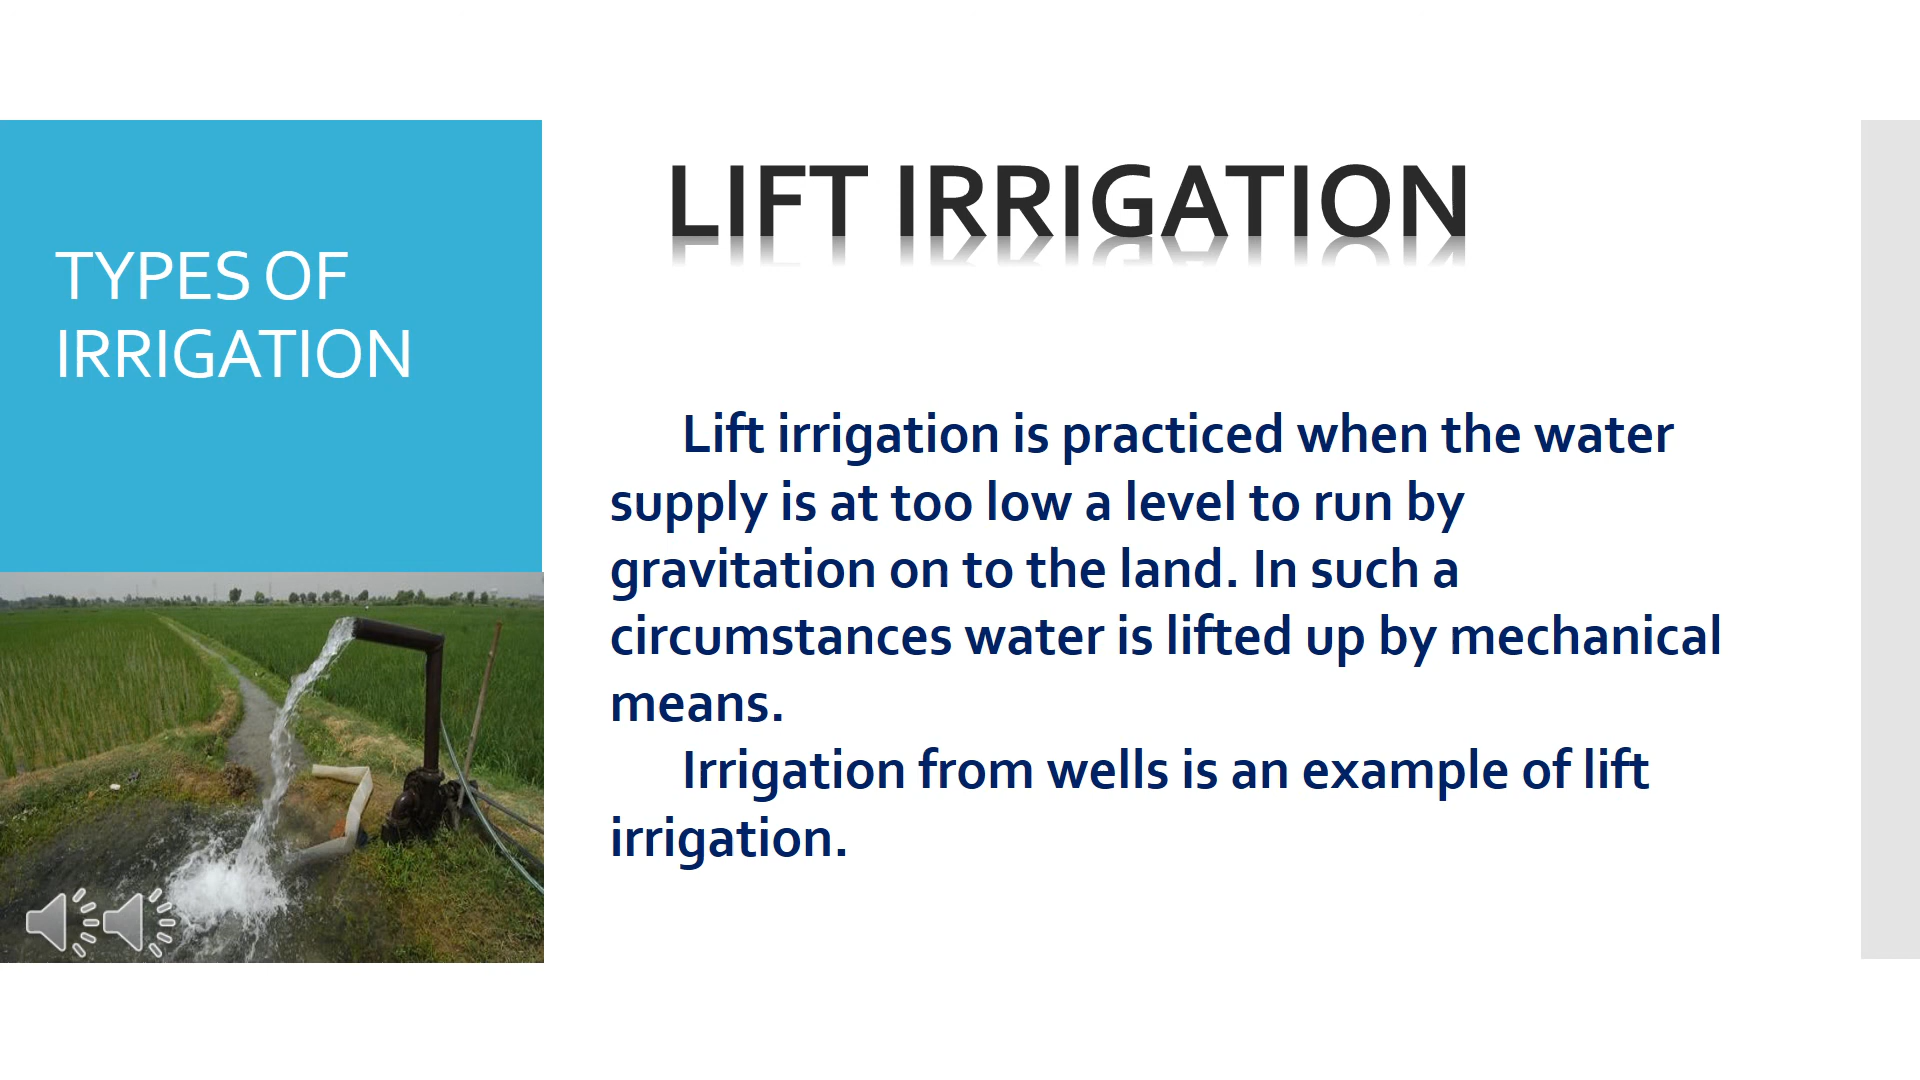 TYPES OF
IRRIGATION
LIFT IRRIGATION
Lift irrigation is practiced when the water
supply is at too low a level to run by
gravitation on to the land. In such a
circumstances water is lifted up by mechanical
means.
Irrigation from wells is an example of lift
irrigation.